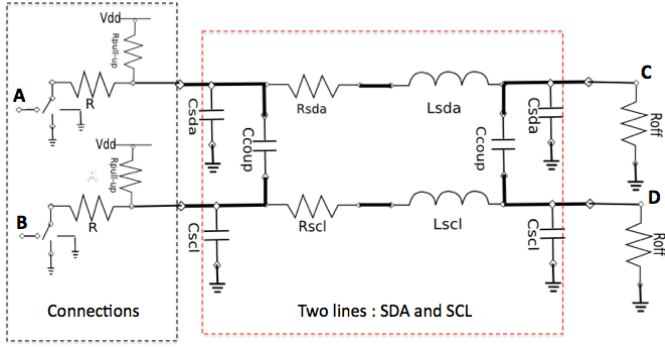 Vdd
Rpull-up
A
R
Csda
Ccoup
Rsda
Lsda
Ccoup
Csda
C
Roff
Vdd
Rpull-up
A
B
R
Cscl
Rscl
Lscl
Cscl
D
Roff
Connections
Two lines : SDA and SCL